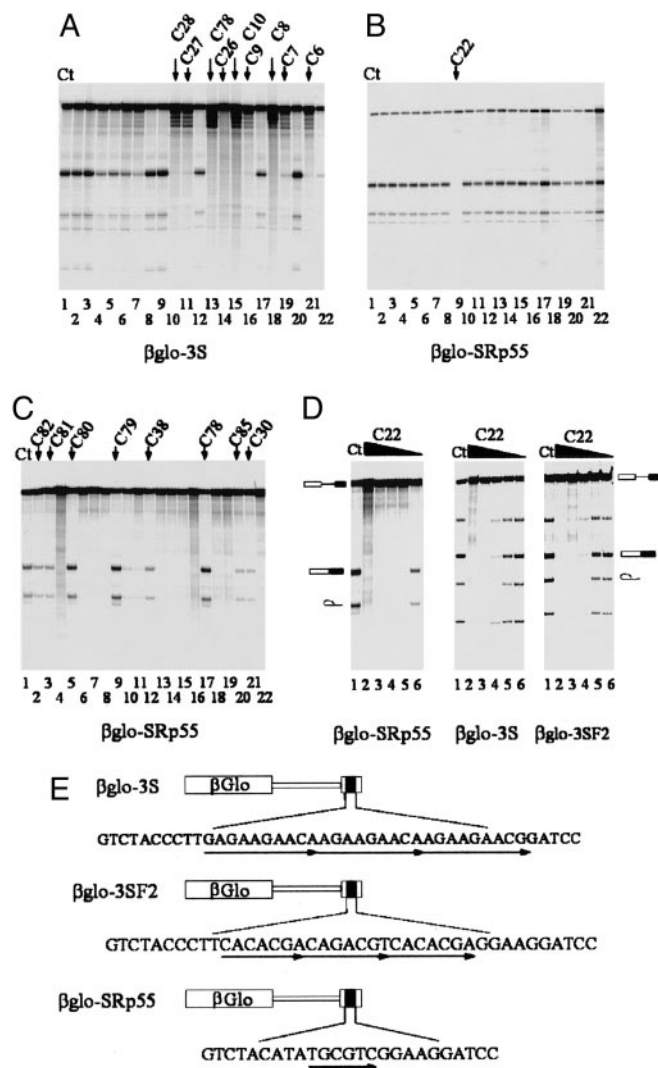 A
C28
C27
C78
C26
C10
C9
C8
C7
C6
Ct
1 2 3 4 5 6 7 8 9 10 11 12 13 14 15 16 17 18 19 20 21 22
βglo-3S
B
C22
Ct
1 2 3 4 5 6 7 8 9 10 11 12 13 14 15 16 17 18 19 20 21 22
βglo-SRp55
C
Ct
C82
C81
C80
C79
C38
C78
C85
C30
1 2 3 4 5 6 7 8 9 10 11 12 13 14 15 16 17 18 19 20 21 22
βglo-SRp55
D
C22 C22 C22
Ct Ct Ct
1 2 3 4 5 6 1 2 3 4 5 6 1 2 3 4 5 6
βglo-SRp55 βglo-3S βglo-3SF2
E
βglo-3S βGlo
GTCTACCCTTGAGAAGAACAAGAAGAACAAGAAGAACGGATCC
βglo-3SF2 βGlo
GTCTACCCTTCACACGACAGACGTCACACGAGGAAGGATCC
βglo-SRp55 βGlo
GTCTACATATGCGTCGGAAGGATCC